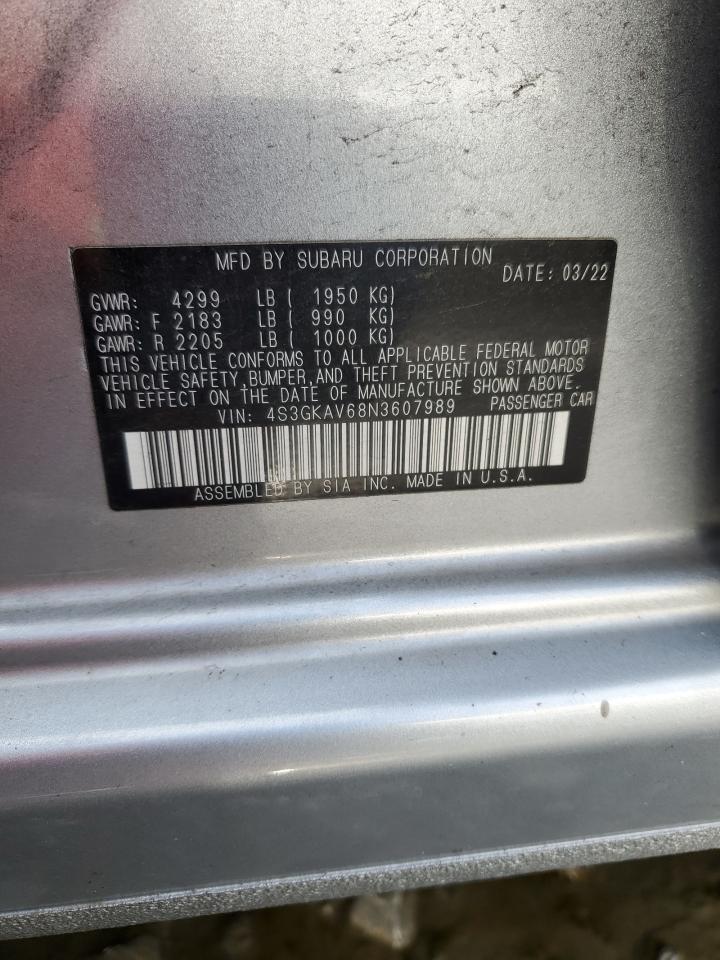 MFD BY SUBARU CORPORATION
DATE: 03/22
GVWR: 4299 LB ( 1950 KG)
GAWR: F 2183 LB ( 990 KG)
GAWR: R 2205 LB ( 1000 KG)
THIS VEHICLE CONFORMS TO ALL APPLICABLE FEDERAL MOTOR
VEHICLE SAFETY,BUMPER,AND THEFT PREVENTION STANDARDS
IN EFFECT ON THE DATE OF MANUFACTURE SHOWN ABOVE.
VIN: 4S3GKAV68N3607989 PASSENGER CAR
ASSEMBLED BY SIA INC. MADE IN U.S.A.